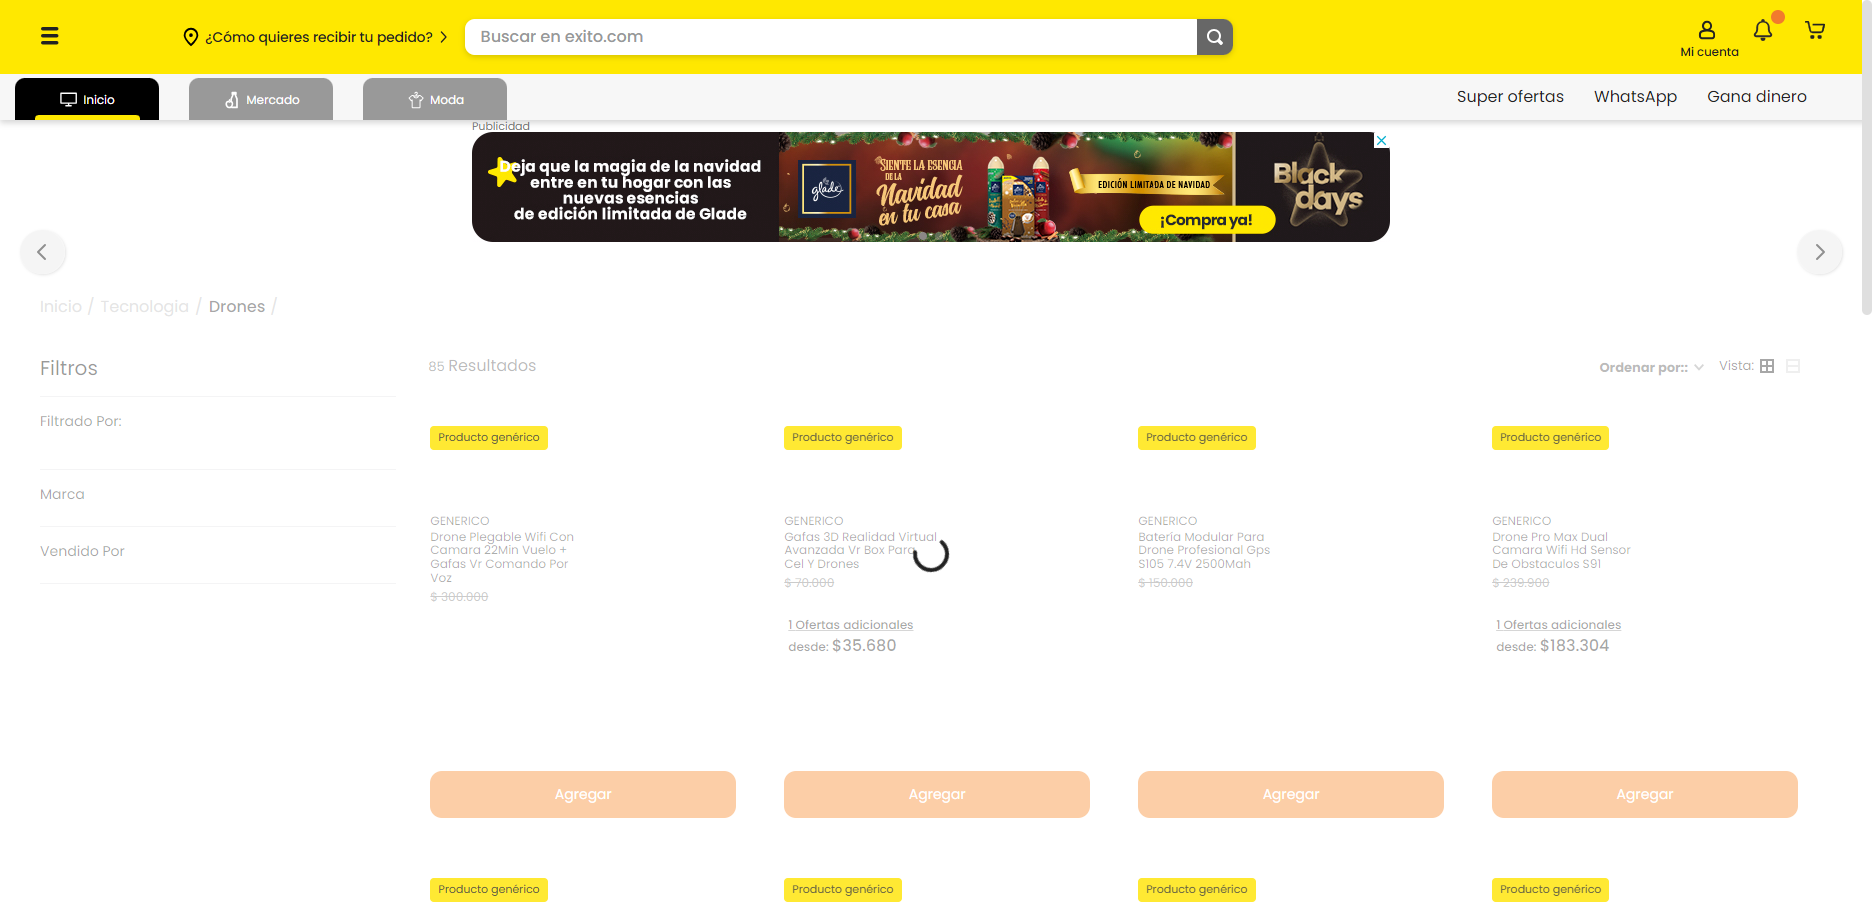 ¿Cómo quieres recibir tu pedido?
Buscar en exito.com
Mi cuenta
Inicio
Mercado
Moda
Super ofertas
WhatsApp
Gana dinero
Publicidad
Deja que la magia de la navidad
entre en tu hogar con las
nuevas esencias
de edición limitada de Glade
glade
SIENTE LA ESENCIA
DE LA
Navidad
en tu casa
EDICIÓN LIMITADA DE NAVIDAD
¡Compra ya!
Black
days
Inicio / Tecnología / Drones /
Filtros
85 Resultados
Ordenar por::
Vista:
Filtrado Por:
Marca
Vendido Por
Producto genérico
GENERICO
Drone Plegable Wifi Con
Camara 22Min Vuelo +
Gafas Vr Comando Por
Voz
$ 300.000
Agregar
Producto genérico
GENERICO
Gafas 3D Realidad Virtual
Avanzada Vr Box Para
Cel Y Drones
$ 70.000
1 Ofertas adicionales
desde: $35.680
Agregar
Producto genérico
GENERICO
Batería Modular Para
Drone Profesional Gps
S105 7.4V 2500Mah
$ 150.000
Agregar
Producto genérico
GENERICO
Drone Pro Max Dual
Camara Wifi Hd Sensor
De Obstaculos S91
$ 239.900
1 Ofertas adicionales
desde: $183.304
Agregar
Producto genérico
Producto genérico
Producto genérico
Producto genérico